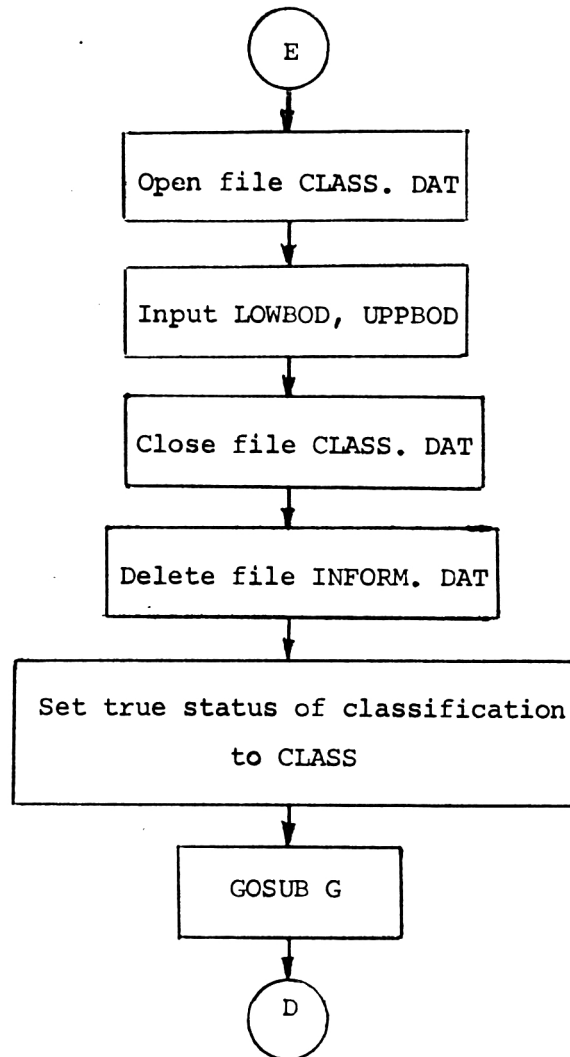 E
Open file CLASS. DAT
Input LOWBOD, UPPBOD
Close file CLASS. DAT
Delete file INFORM. DAT
Set true status of classification
to CLASS
GOSUB G
D